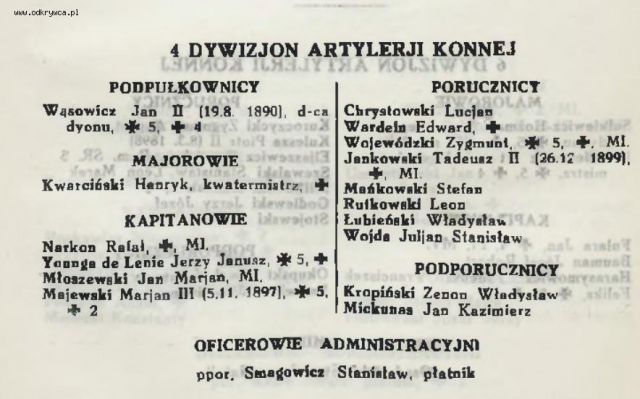 www.odkrywca.pl
4 DYWIZJON ARTYLERJI KONNEJ
PODPUŁKOWNICY
Wąsowicz Jan II (19.8. 1890), d-ca
dyonu, ✠ 5, ✚ 4
MAJOROWIE
Kwarciński Henryk, kwatermistrz, ✚
KAPITANOWIE
Narkon Rafał, ✚, MI.
Younga de Lenie Jerzy Janusz, ✠ 5, ✚
Młoszewski Jan Marjan, MI.
Majewski Marjan III (5.11. 1897), ✠ 5,
✚ 2
PORUCZNICY
Chrystowski Lucjan
Wardein Edward, ✚
Wojewódzki Zygmunt, ✠ 5, ✚, MI.
Jankowski Tadeusz II (26.12 1899),
✚, MI.
Mańkowski Stefan
Rutkowski Leon
Łubieński Władysław
Wojda Juljan Stanisław
PODPORUCZNICY
Kropiński Zenon Władysław
Mickunas Jan Kazimierz
OFICEROWIE ADMINISTRACYJNI
ppor. Smagowicz Stanisław, płatnik